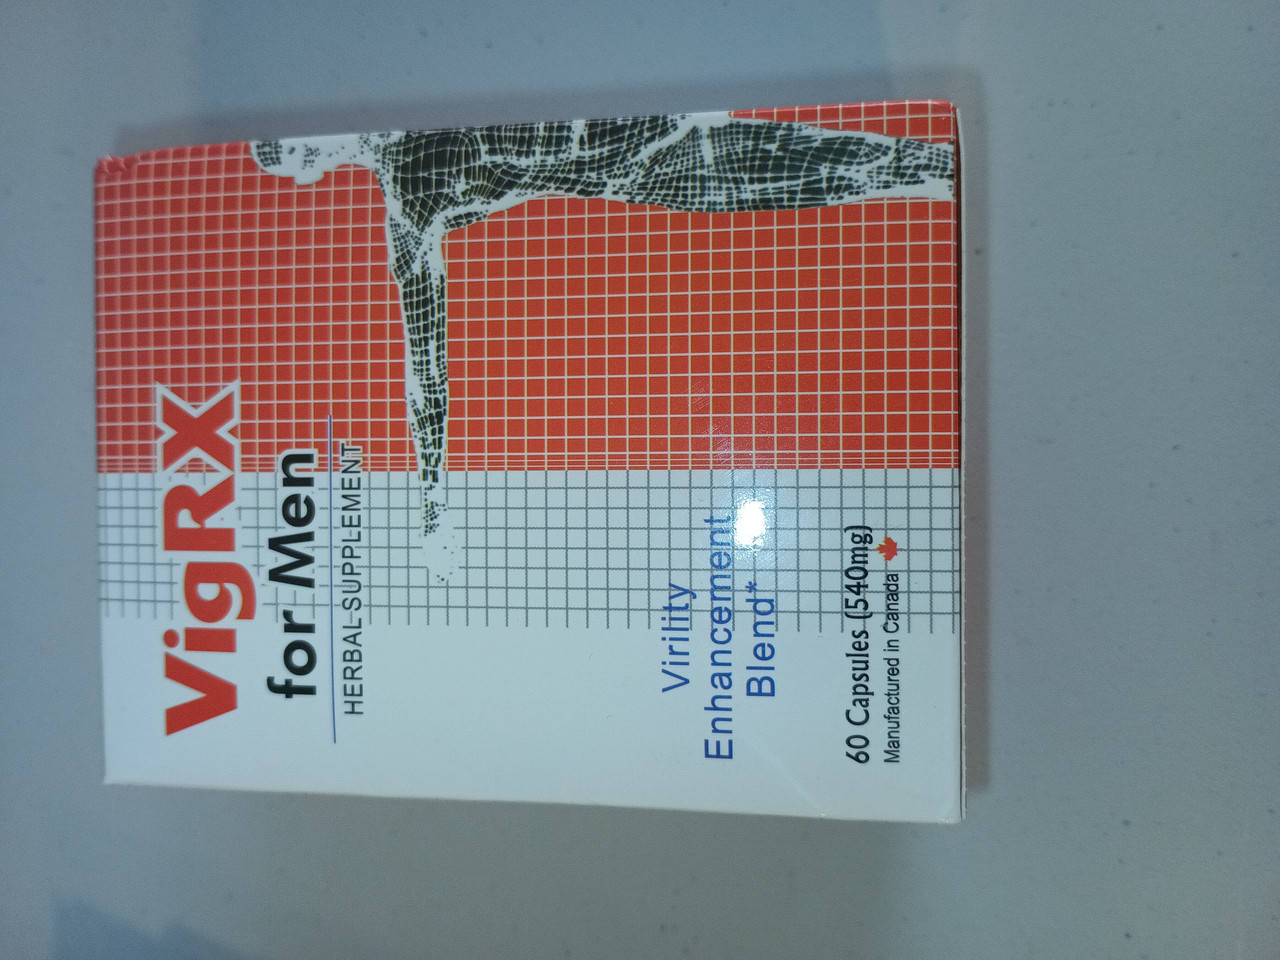 VigRX
for Men
HERBAL SUPPLEMENT
Virility
Enhancement
Blend*
60 Capsules (540mg)
Manufactured in Canada